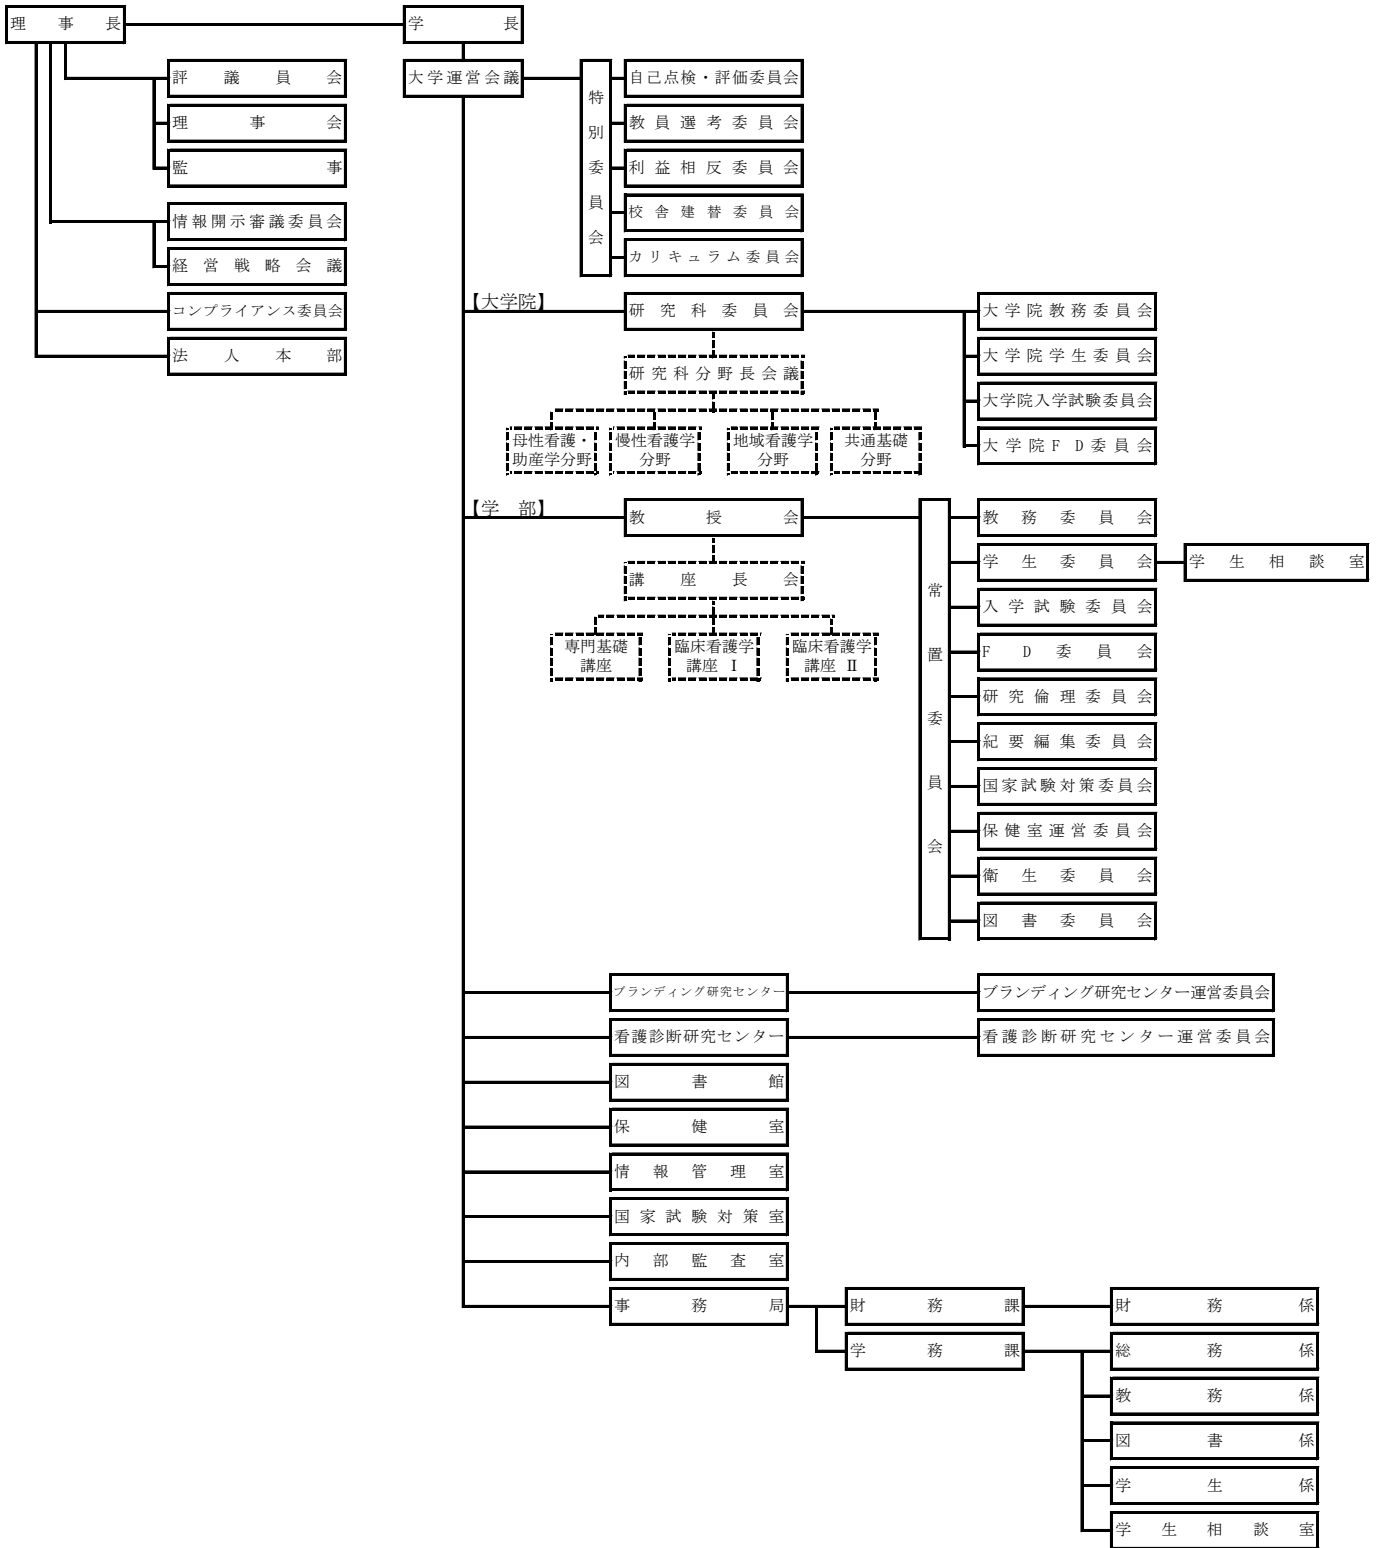 理事長
学長
評議員会
理事会
監事
情報開示審議委員会
経営戦略会議
コンプライアンス委員会
法人本部
大学運営会議
特別委員会
自己点検・評価委員会
教員選考委員会
利益相反委員会
校舎建替委員会
カリキュラム委員会
【大学院】
研究科委員会
研究科分野長会議
母性看護・
助産学分野
慢性看護学
分野
地域看護学
分野
共通基礎
分野
大学院教務委員会
大学院学生委員会
大学院入学試験委員会
大学院FD委員会
【学　部】
教授会
講座長会
専門基礎
講座
臨床看護学
講座 Ⅰ
臨床看護学
講座 Ⅱ
常置委員会
教務委員会
学生委員会
学生相談室
入学試験委員会
FD委員会
研究倫理委員会
紀要編集委員会
国家試験対策委員会
保健室運営委員会
衛生委員会
図書委員会
ブランディング研究センター
ブランディング研究センター運営委員会
看護診断研究センター
看護診断研究センター運営委員会
図書館
保健室
情報管理室
国家試験対策室
内部監査室
事務局
財務課
財務係
学務課
総務係
教務係
図書係
学生係
学生相談室